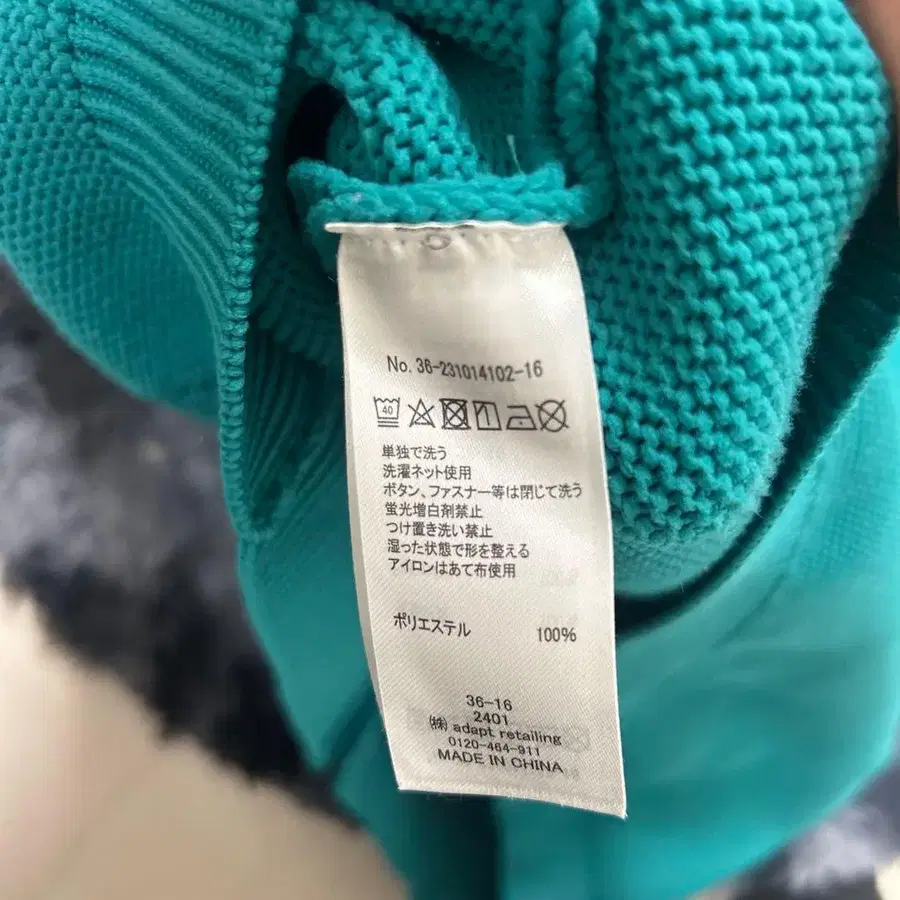 No. 36-231014102-16
40
単独で洗う
洗濯ネット使用
ボタン、ファスナー等は閉じて洗う
蛍光増白剤禁止
つけ置き洗い禁止
湿った状態で形を整える
アイロンはあて布使用
ポリエステル 100%
36-16
2401
(株) adapt retailing
0120-464-911
MADE IN CHINA